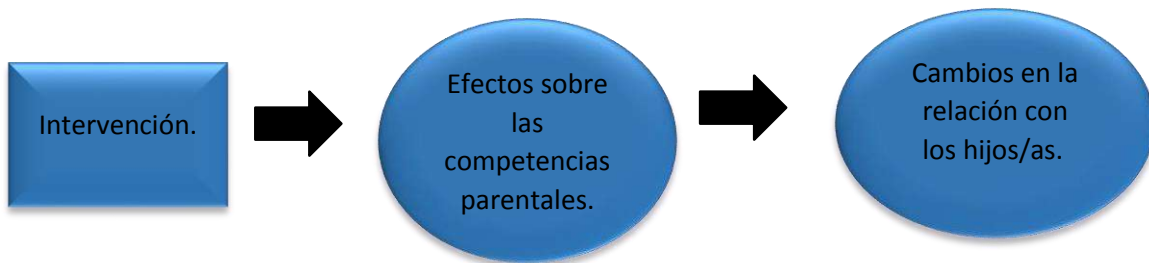 Intervención.
Efectos sobre
las
competencias
parentales.
Cambios en la
relación con
los hijos/as.